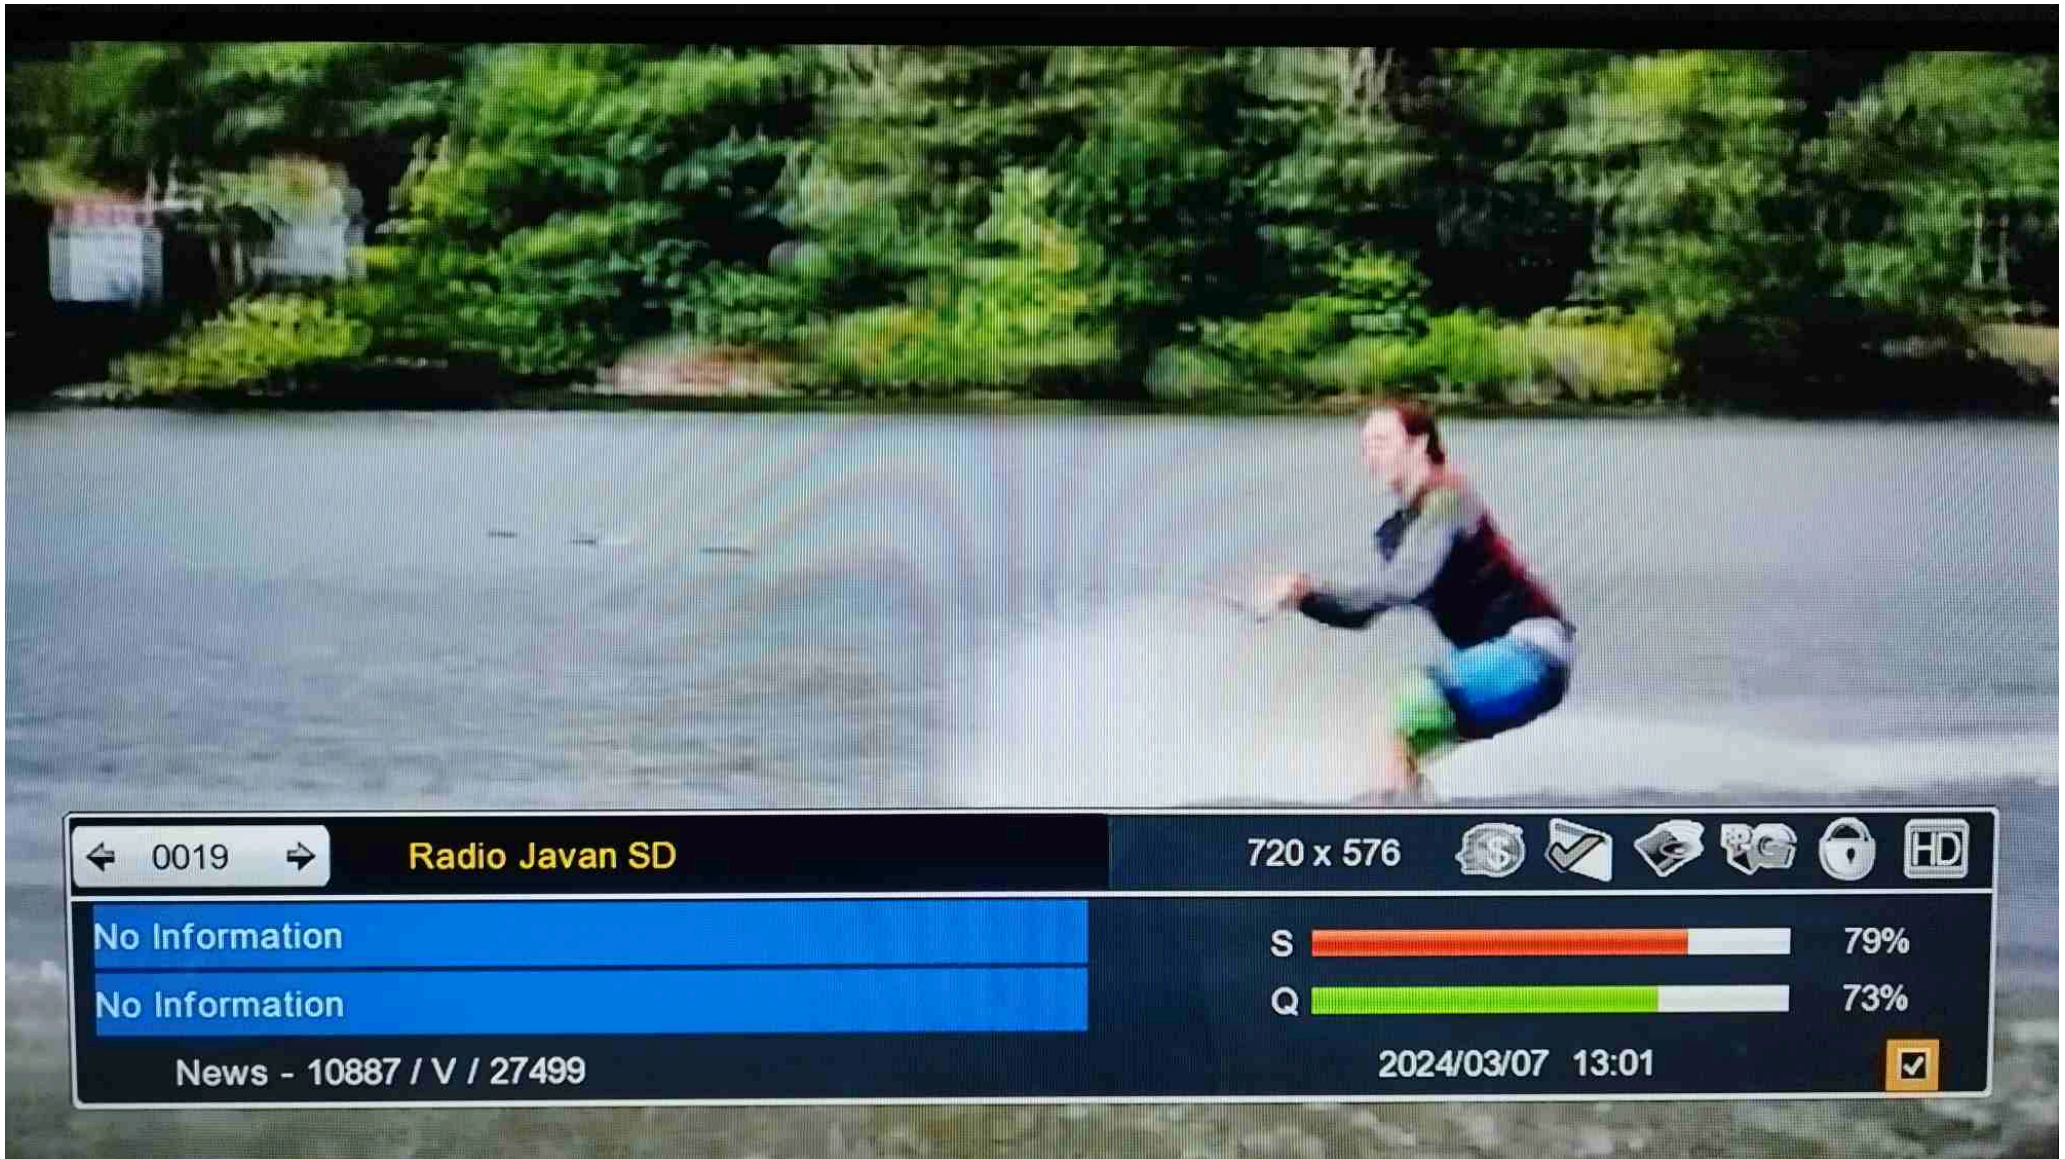 0019 Radio Javan SD 720 x 576 HD
No Information
No Information
S 79%
Q 73%
News - 10887 / V / 27499 2024/03/07 13:01